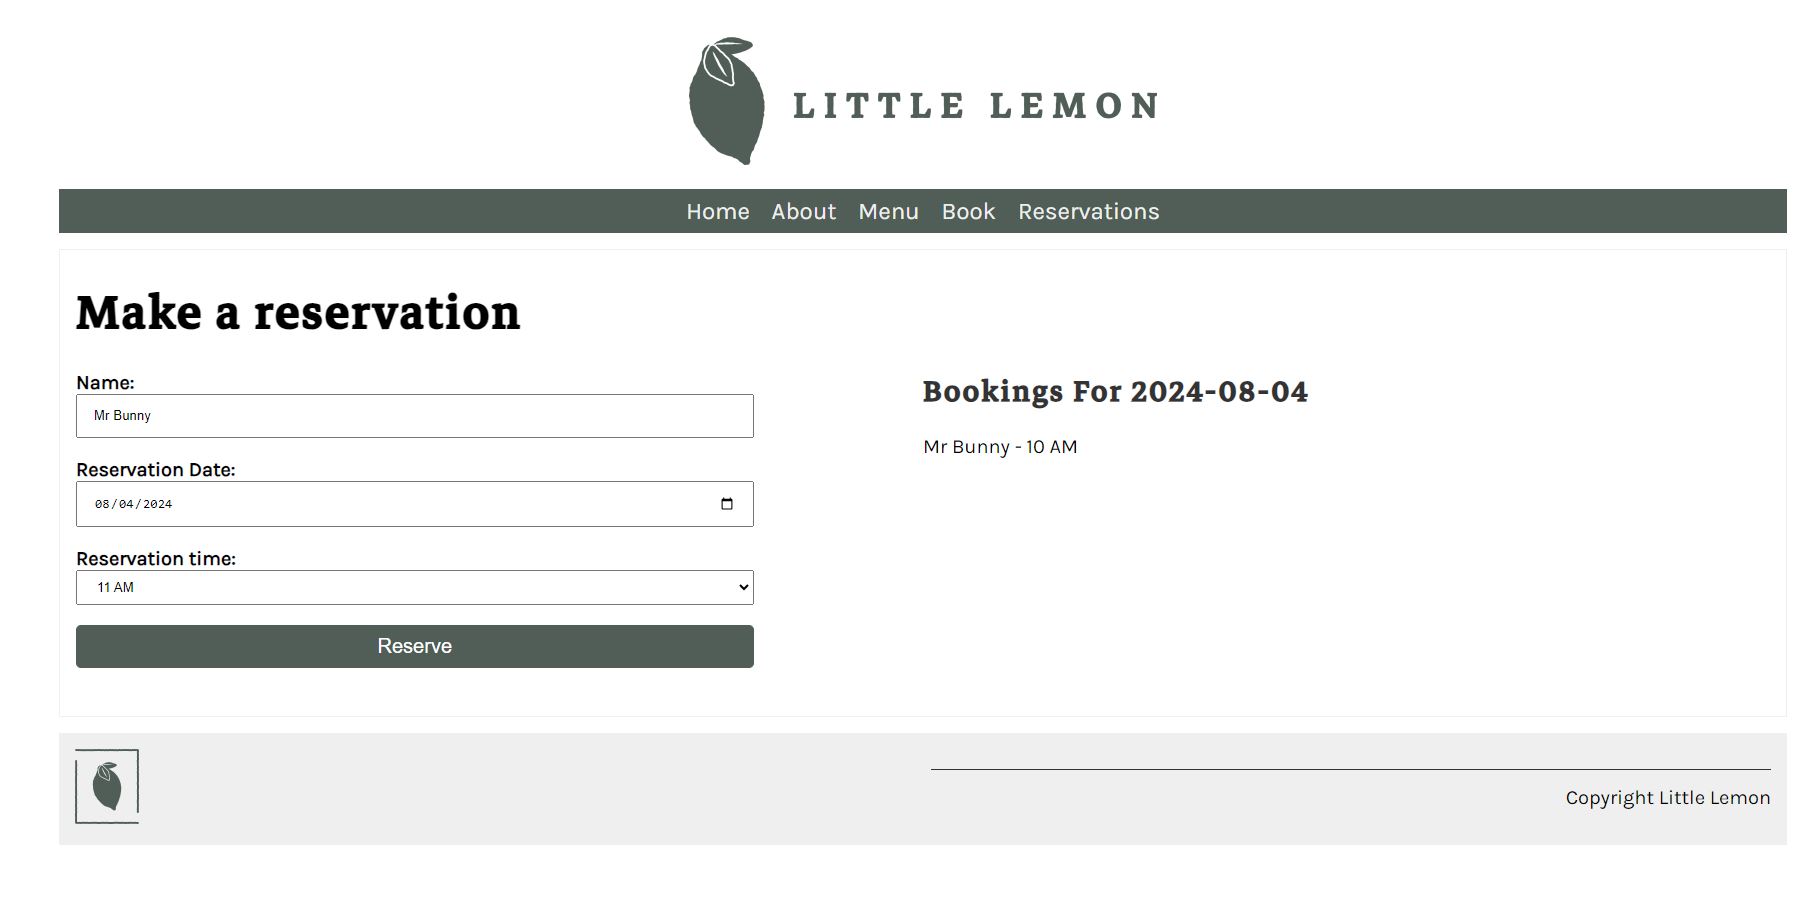 LITTLE LEMON
Home About Menu Book Reservations
Make a reservation
Name:
Mr Bunny
Reservation Date:
08/04/2024
Reservation time:
11 AM
Reserve
Bookings For 2024-08-04
Mr Bunny - 10 AM
Copyright Little Lemon